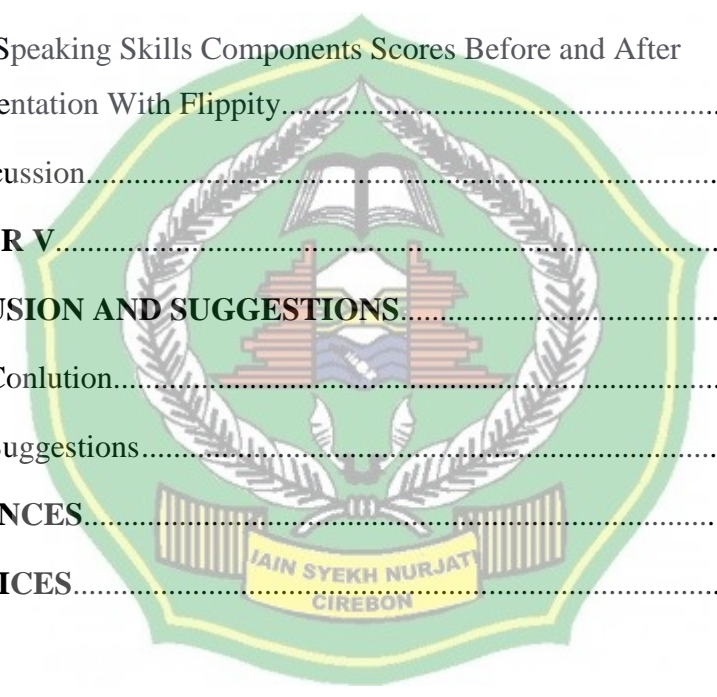 Speaking Skills Components Scores Before and After
entation With Flippity
cussion
R V
USION AND SUGGESTIONS
Conlution
Suggestions
NCES
ICES
IAIN SYEKH NURJATI
CIREBON